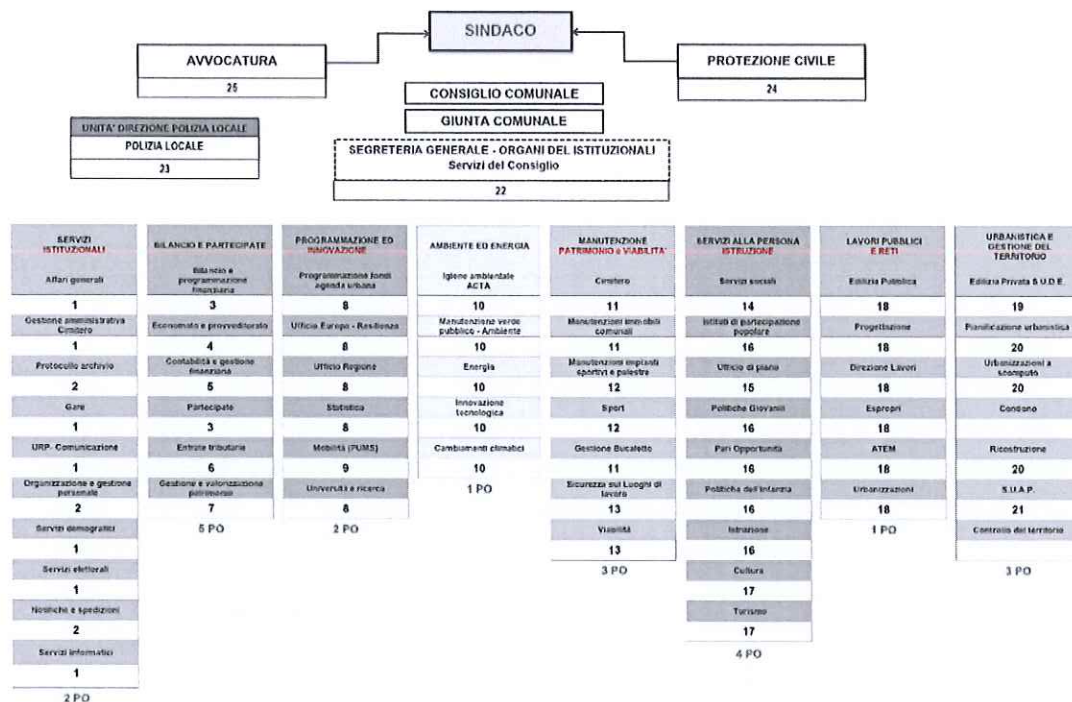 SINDACO
AVVOCATURA
25
PROTEZIONE CIVILE
24
CONSIGLIO COMUNALE
GIUNTA COMUNALE
UNITA' DIREZIONE POLIZIA LOCALE
POLIZIA LOCALE
23
SEGRETERIA GENERALE - ORGANI DEL ISTITUZIONALI
Servizi del Consiglio
22
SERVIZI
ISTITUZIONALI
Affari generali
1
Gestione amministrativa
Cimitero
1
Protocollo archivio
2
Gare
1
URP- Comunicazione
1
Organizzazione e gestione
personale
2
Servizi demografici
1
Servizi elettorali
1
Notifiche e spedizioni
2
Servizi informatici
1
2 PO
BILANCIO E PARTECIPATE
Bilancio e
programmazione
finanziaria
3
Economato e provveditorato
4
Contabilità e gestione
finanziaria
5
Partecipate
3
Entrate tributarie
6
Gestione e valorizzazione
patrimonio
7
5 PO
PROGRAMMAZIONE ED
INNOVAZIONE
Programmazione fondi
agenda urbana
8
Ufficio Europa - Resilienza
8
Ufficio Regione
8
Statistica
8
Mobilità (PUMS)
9
Università e ricerca
8
2 PO
AMBIENTE ED ENERGIA
Igiene ambientale
ACTA
10
Manutenzione verde
pubblico - Ambiente
10
Energia
10
Innovazione
tecnologica
10
Cambiamenti climatici
10
1 PO
MANUTENZIONE
PATRIMONIO e VIABILITA'
Cimitero
11
Manutenzioni immobili
comunali
11
Manutenzioni impianti
sportivi e palestre
12
Sport
12
Gestione Bucaletto
11
Sicurezza sui Luoghi di
lavoro
13
Viabilità
13
3 PO
SERVIZI ALLA PERSONA
ISTRUZIONE
Servizi sociali
14
Istituti di partecipazione
popolare
16
Ufficio di piano
15
Politiche Giovanili
16
Pari Opportunità
16
Politiche dell'infanzia
16
Istruzione
16
Cultura
17
Turismo
17
4 PO
LAVORI PUBBLICI
E RETI
Edilizia Pubblica
18
Progettazione
18
Direzione Lavori
18
Espropri
18
ATEM
18
Urbanizzazioni
18
1 PO
URBANISTICA E
GESTIONE DEL
TERRITORIO
Edilizia Privata S.U.D.E.
19
Pianificazione urbanistica
20
Urbanizzazioni a
scomputo
20
Condono
Ricostruzione
20
S.U.A.P.
21
Controllo del territorio
3 PO